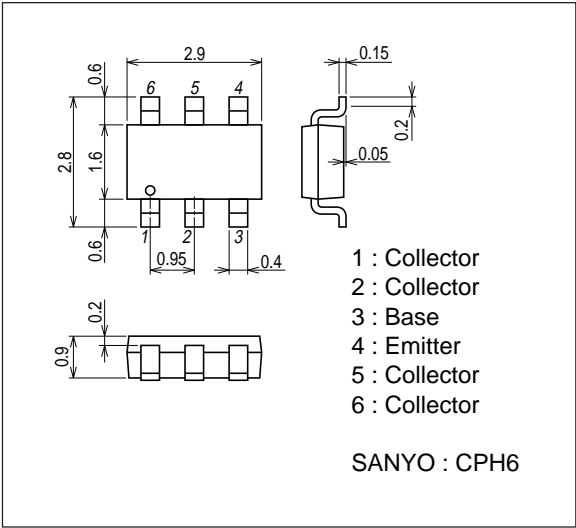 2.9
0.15
0.6
6
5
4
0.2
2.8
1.6
0.05
0.6
1
2
3
0.95
0.4
1 : Collector
2 : Collector
3 : Base
4 : Emitter
5 : Collector
6 : Collector
0.2
0.9
SANYO : CPH6